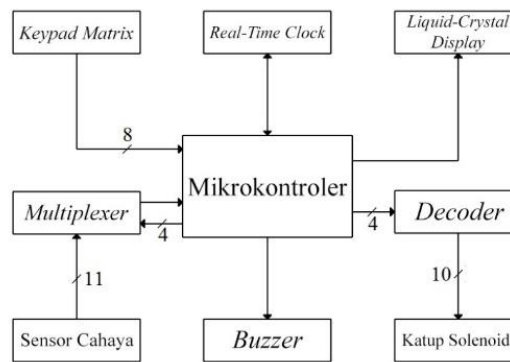 Keypad Matrix
Real-Time Clock
Liquid-Crystal
Display
8
Mikrokontroler
Multiplexer
4
4
Decoder
11
10
Sensor Cahaya
Buzzer
Katup Solenoid